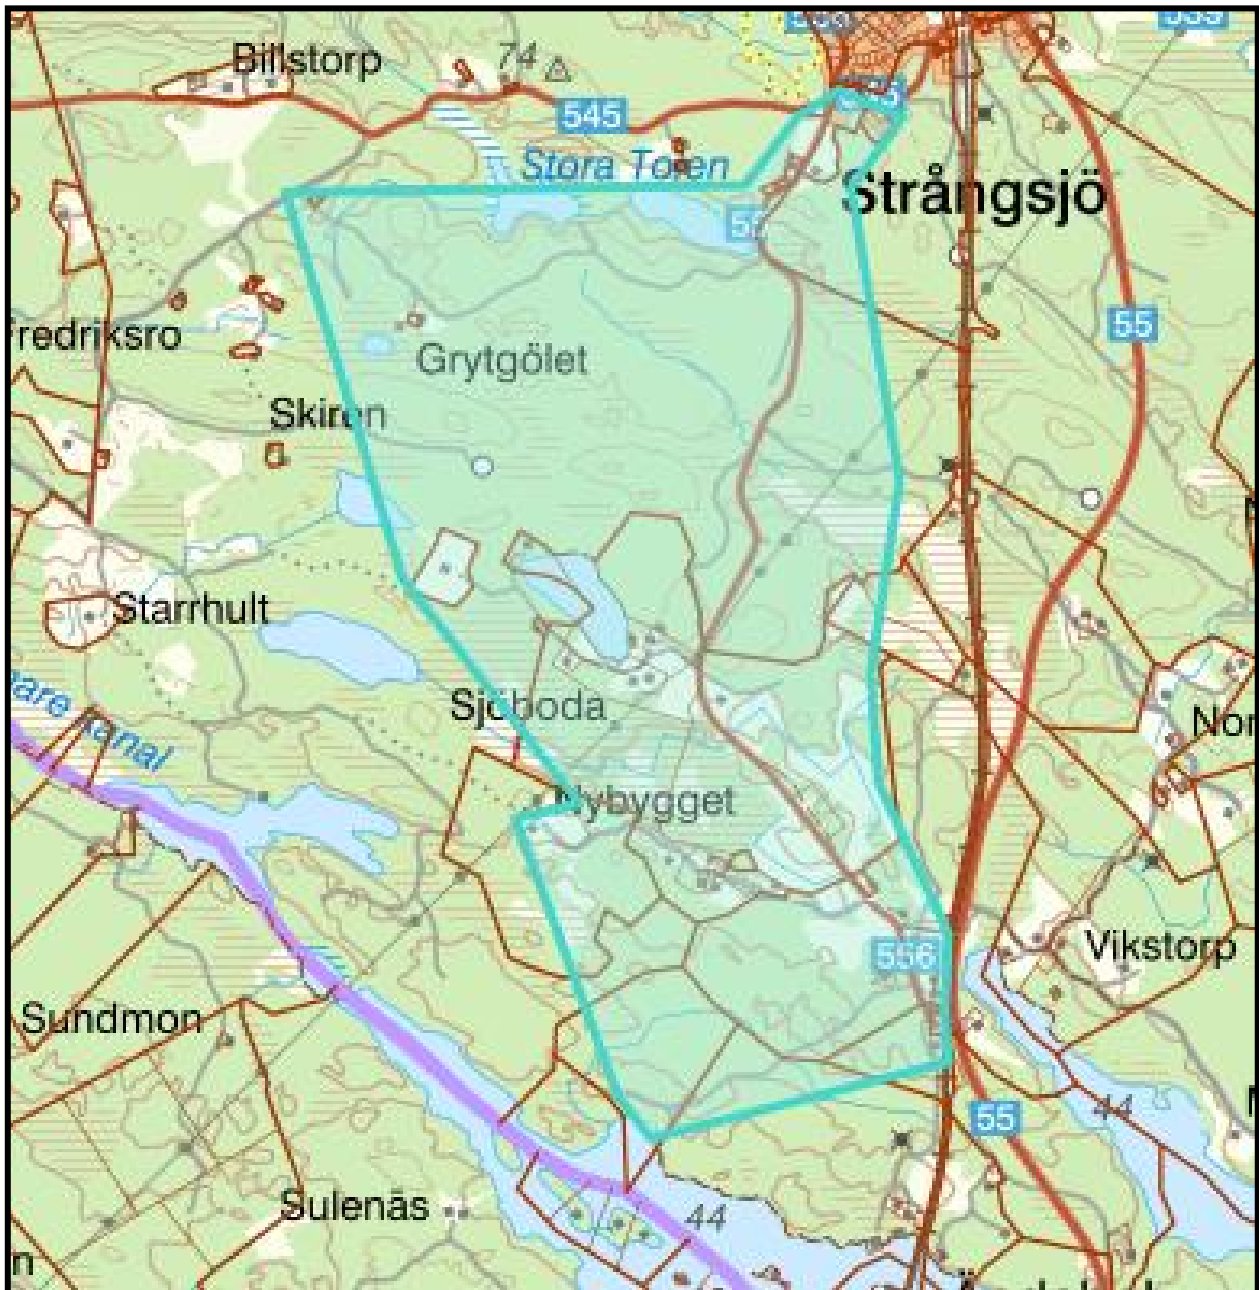 Billstorp
74
545
Stora Toren
Strångsjö
55
Fredriksro
Grytgölet
Skiren
Starrhult
Sjöboda
Nybygget
556
Vikstorp
Sundmon
55
44
Sulenäs
44